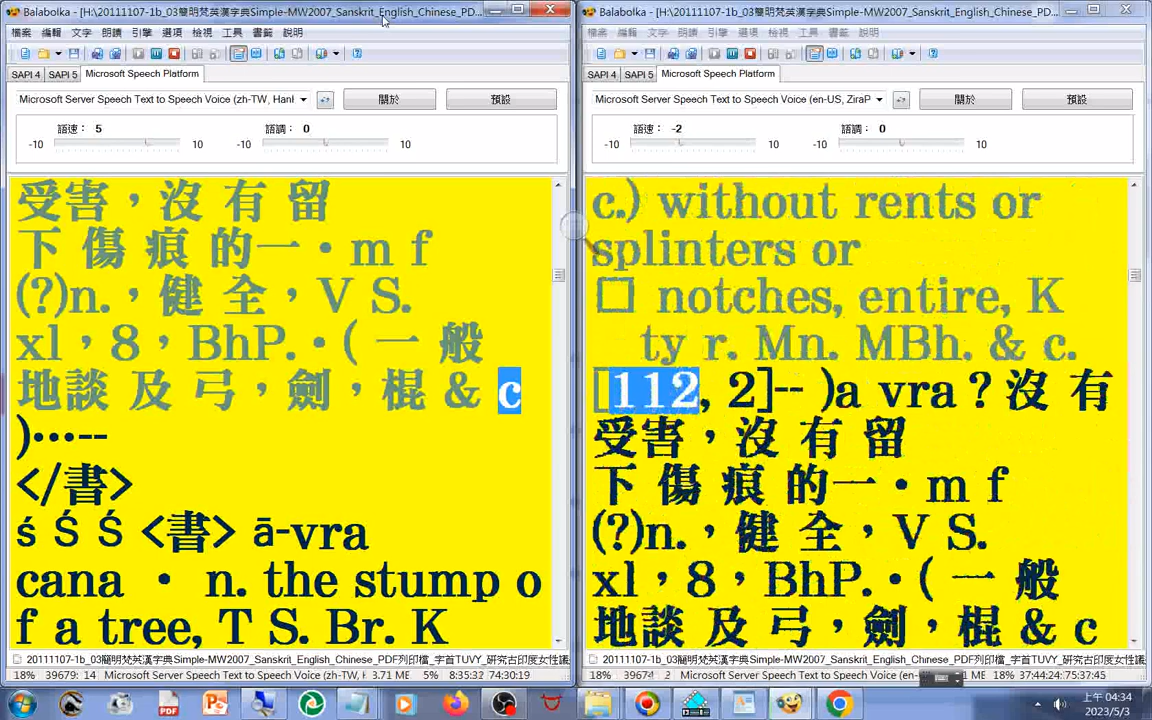 Balabolka - [H:\20111107-1b_03簡明梵英漢字典Simple-MW2007_Sanskrit_English_Chinese_PD...
檔案 編輯 文字 朗讀 引擎 選項 檢視 工具 書籤 說明
SAPI 4 SAPI 5 Microsoft Speech Platform
Microsoft Server Speech Text to Speech Voice (zh-TW, Hanl
關於 預設
語速: 5 語調: 0
-10 10 -10 10
受害，沒 有 留
下 傷 痕 的一・m f
(?)n.，健 全，V S.
xl，8，BhP.・( 一 般
地談 及 弓，劍，棍 & c
)…--
</書>
ś Ś Ś <書> ā-vra
cana ・ n. the stump o
f a tree, T S. Br. K
20111107-1b_03簡明梵英漢字典Simple-MW2007_Sanskrit_English_Chinese_PDF列印檔_字首TUVY_研究古印度女性議
18% 39679: 14 Microsoft Server Speech Text to Speech Voice (zh-TW, H 3.71 ME 5% 8:35:32 74:30:19
Balabolka - [H:\20111107-1b_03簡明梵英漢字典Simple-MW2007_Sanskrit_English_Chinese_PD...
檔案 編輯 文字 朗讀 引擎 選項 檢視 工具 書籤 說明
SAPI 4 SAPI 5 Microsoft Speech Platform
Microsoft Server Speech Text to Speech Voice (en-US, ZiraP
關於 預設
語速: -2 語調: 0
-10 10 -10 10
c.) without rents or
splinters or
□ notches, entire, K
ty r. Mn. MBh. & c.
[112, 2]-- )a vra？沒 有
受害，沒 有 留
下 傷 痕 的一・m f
(?)n.，健 全，V S.
xl，8，BhP.・( 一 般
地談 及 弓，劍，棍 & c
20111107-1b_03簡明梵英漢字典Simple-MW2007_Sanskrit_English_Chinese_PDF列印檔_字首TUVY_研究古印度女性議
18% 39674: 2 Microsoft Server Speech Text to Speech Voice (en-U 18% 37:44:24:75:37:45
上午 04:34
2023/5/3